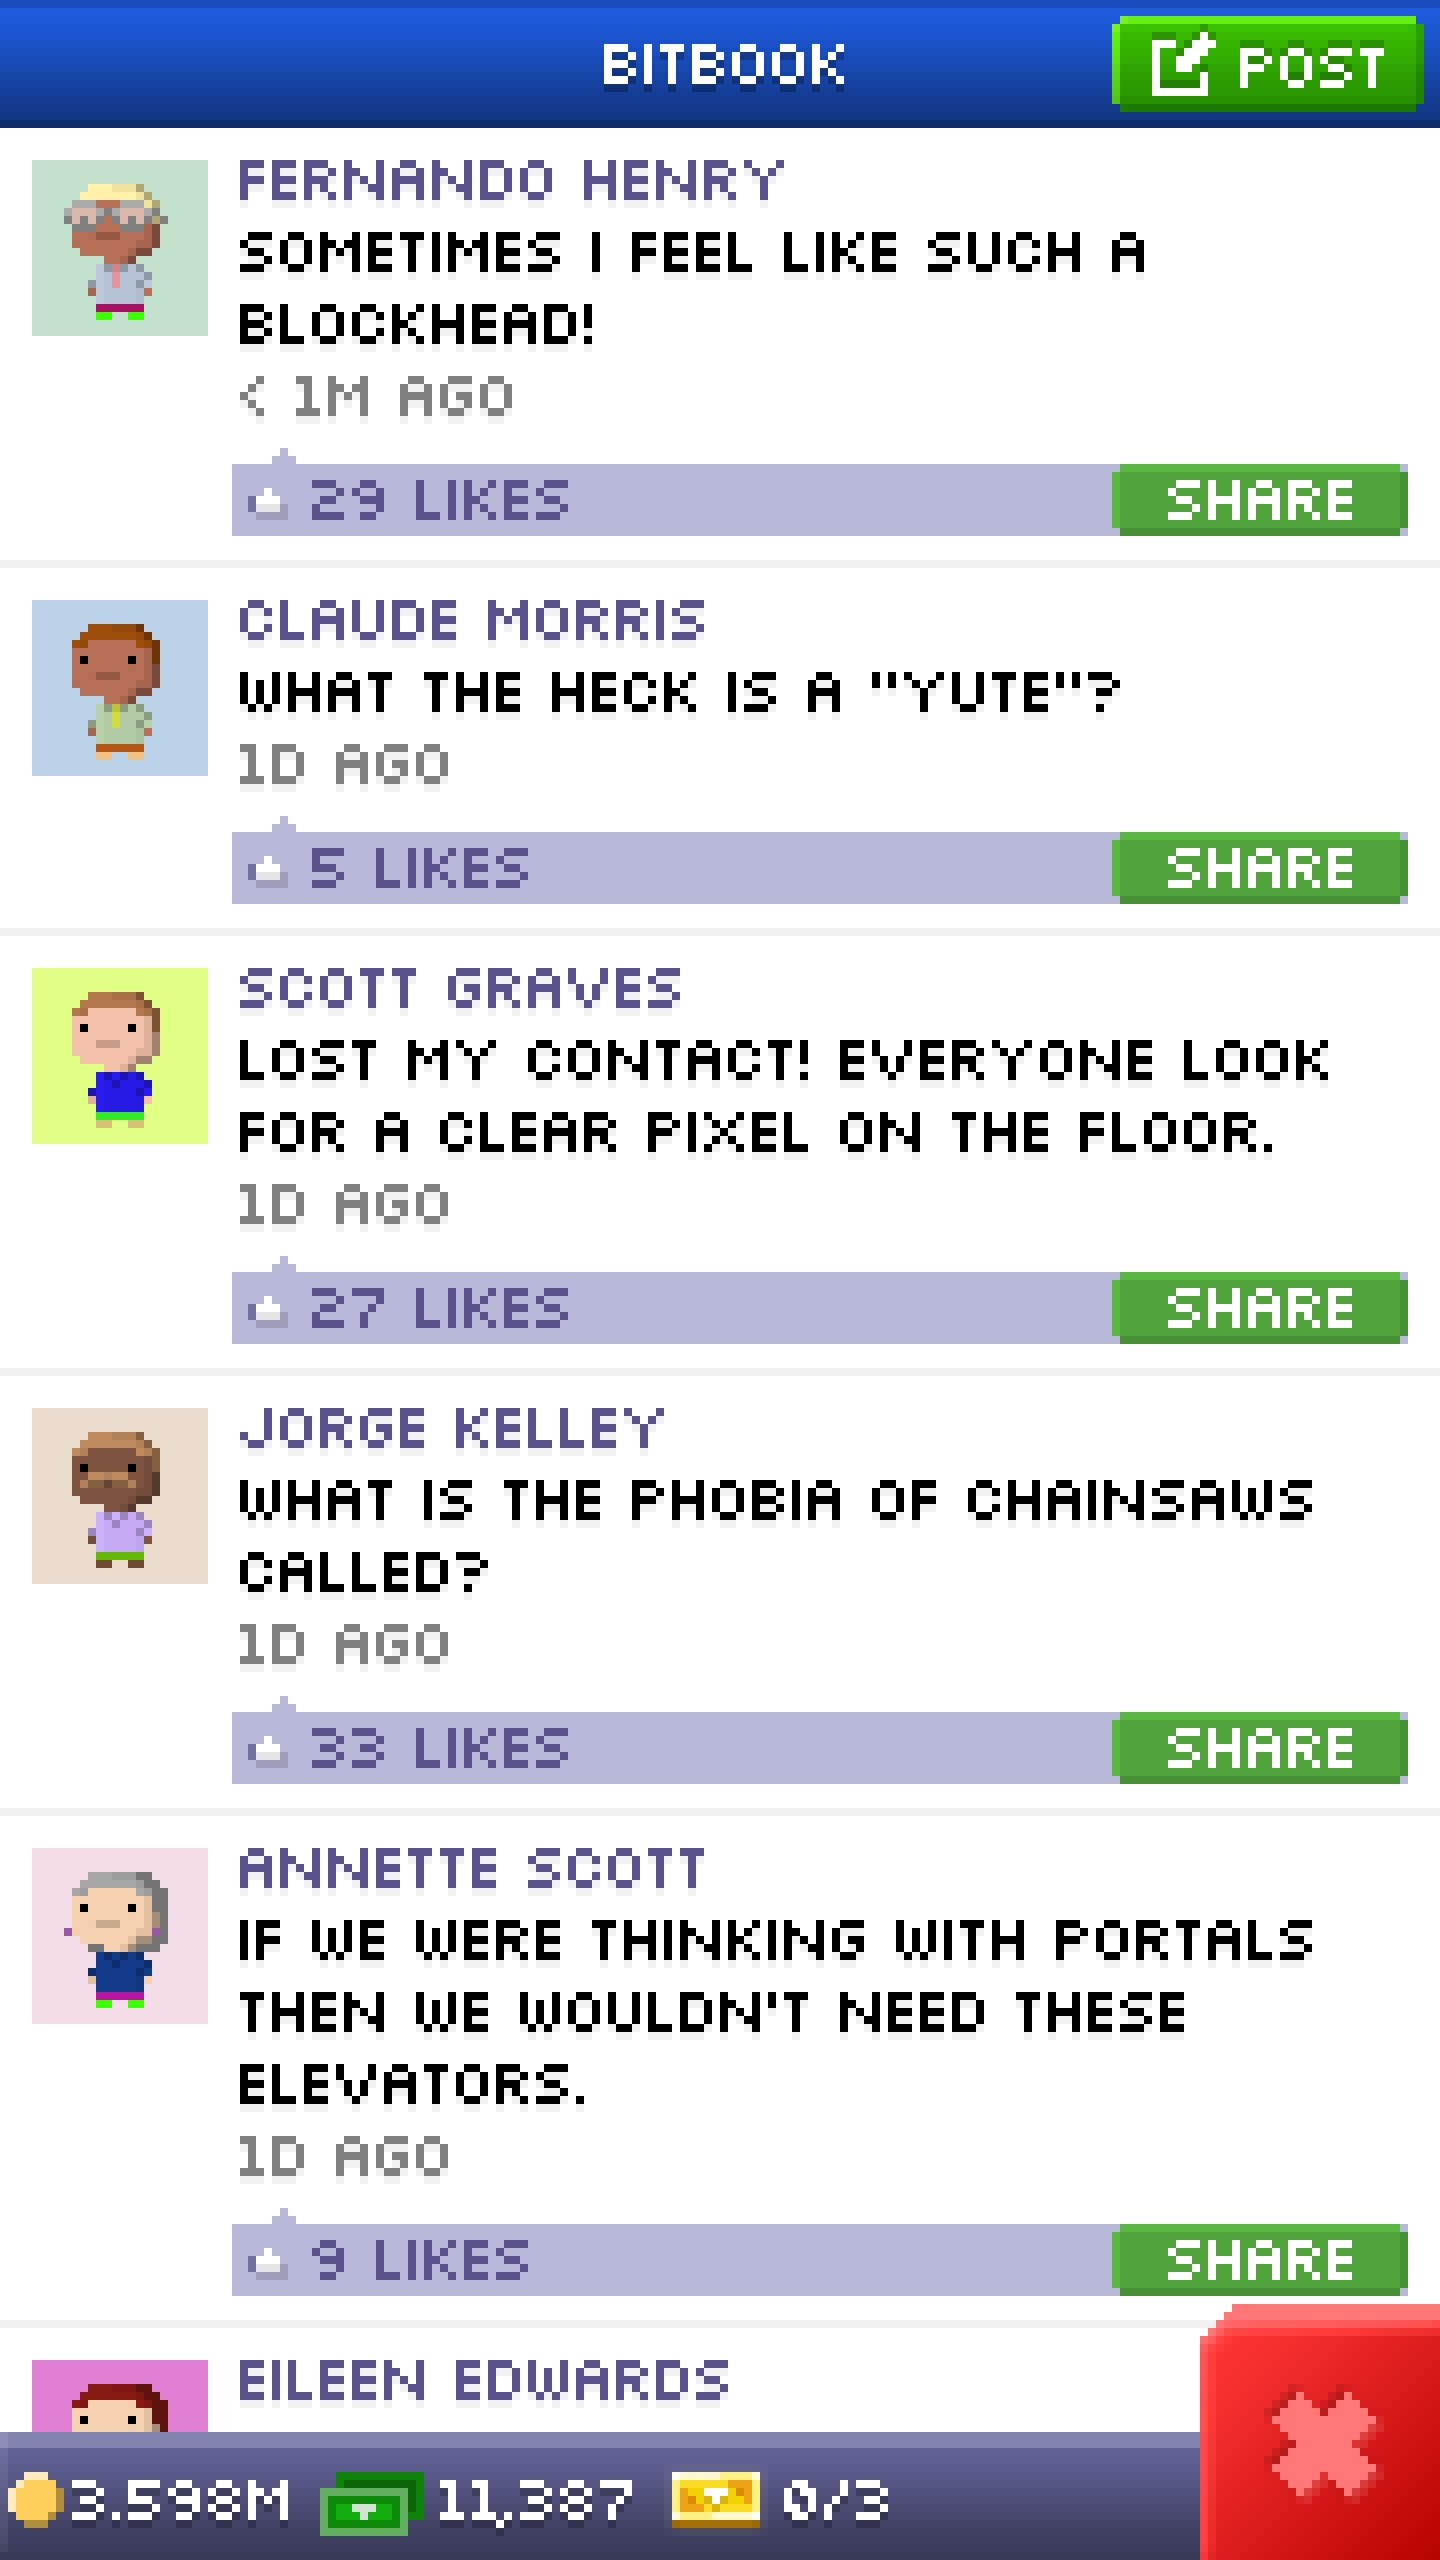 BITBOOK
POST
FERNANDO HENRY
SOMETIMES I FEEL LIKE SUCH A
BLOCKHEAD!
< 1M AGO
29 LIKES
SHARE
CLAUDE MORRIS
WHAT THE HECK IS A "YUTE"?
1D AGO
5 LIKES
SHARE
SCOTT GRAVES
LOST MY CONTACT! EVERYONE LOOK
FOR A CLEAR PIXEL ON THE FLOOR.
1D AGO
27 LIKES
SHARE
JORGE KELLEY
WHAT IS THE PHOBIA OF CHAINSAWS
CALLED?
1D AGO
33 LIKES
SHARE
ANNETTE SCOTT
IF WE WERE THINKING WITH PORTALS
THEN WE WOULDN'T NEED THESE
ELEVATORS.
1D AGO
9 LIKES
SHARE
EILEEN EDWARDS
3.598M 11,387 0/3